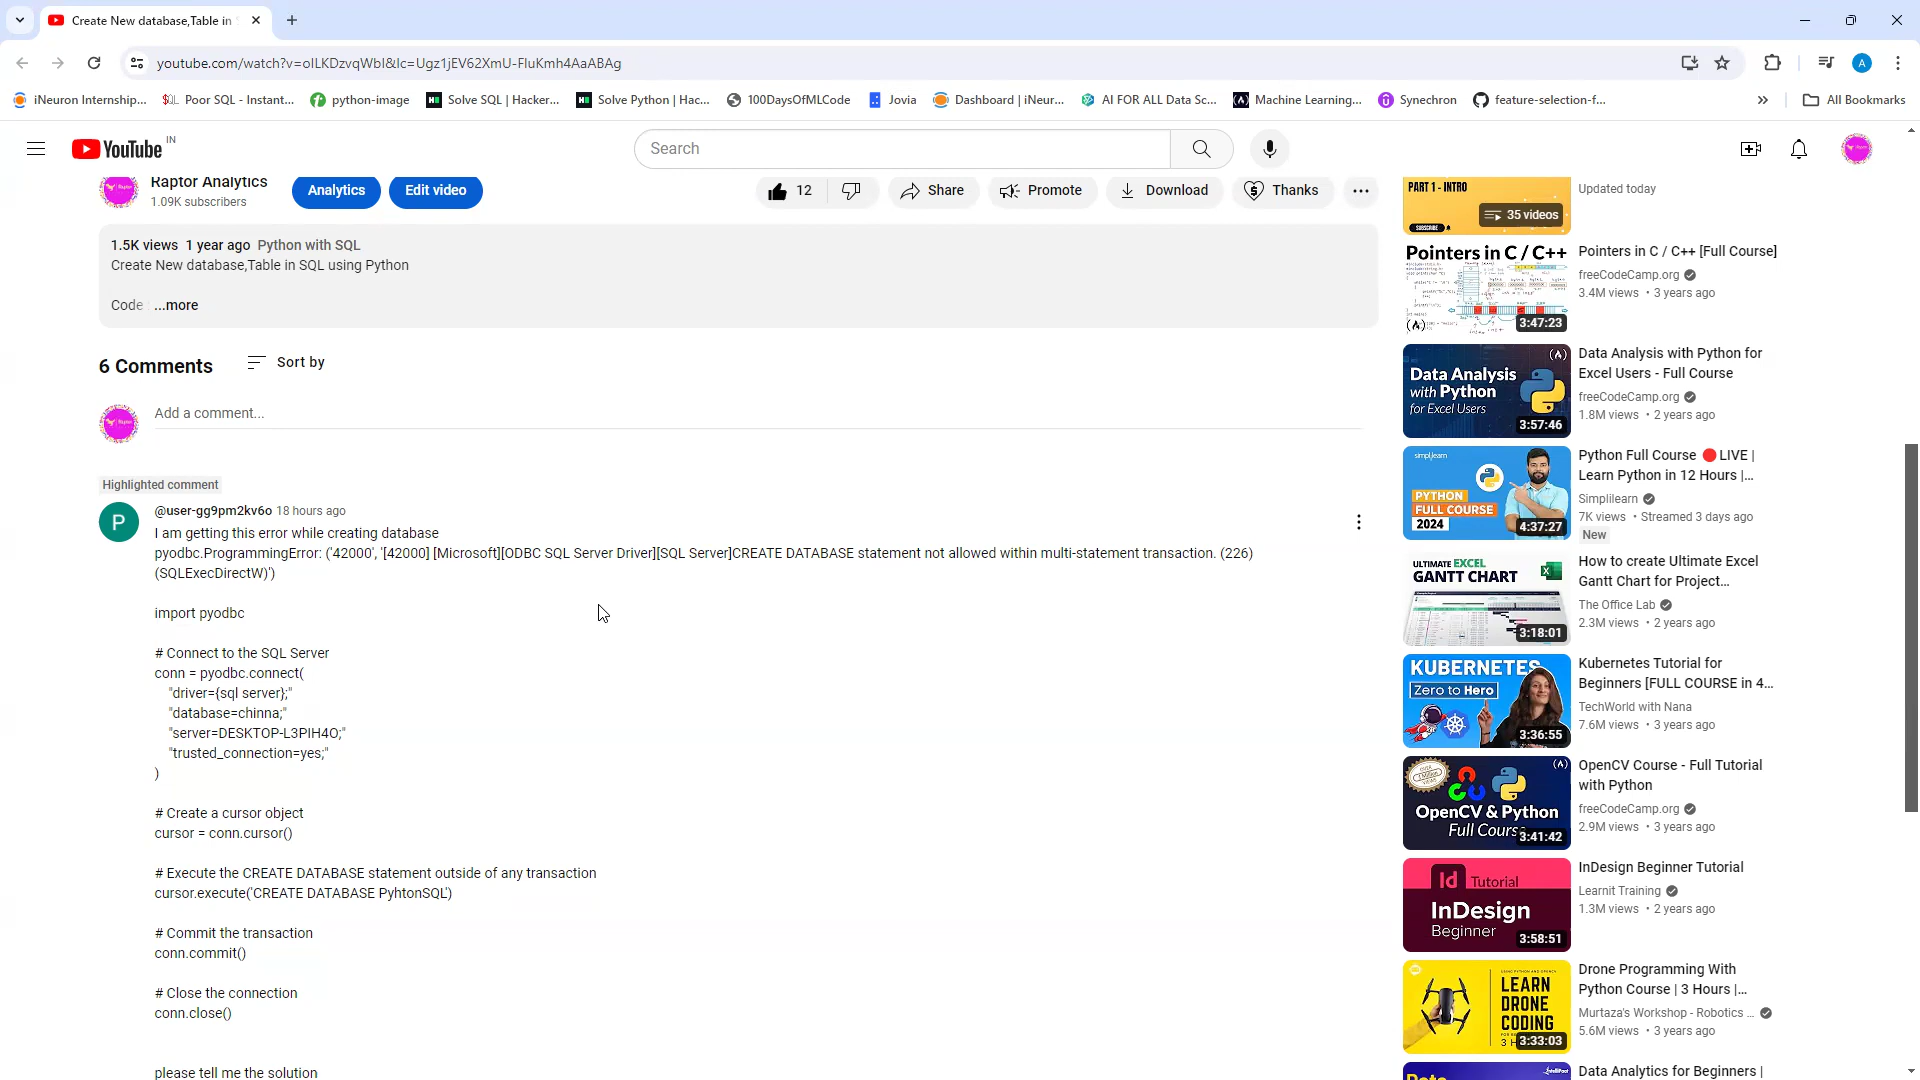 Create New database,Table in
youtube.com/watch?v=olLKDzvqWbI&lc=Ugz1jEV62XmU-FIuKmh4AaABAg
iNeuron Internship...
Poor SQL - Instant...
python-image
Solve SQL | Hacker...
Solve Python | Hac...
100DaysOfMLCode
Jovia
Dashboard | iNeur...
AI FOR ALL Data Sc...
Machine Learning...
Synechron
feature-selection-f...
All Bookmarks
YouTube IN
Search
Raptor Analytics
1.09K subscribers
Analytics
Edit video
12
Share
Promote
Download
Thanks
1.5K views 1 year ago Python with SQL
Create New database,Table in SQL using Python
Code ...more
6 Comments
Sort by
Add a comment...
Highlighted comment
P
@user-gg9pm2kv6o 18 hours ago
I am getting this error while creating database
pyodbc.ProgrammingError: ('42000', '[42000] [Microsoft][ODBC SQL Server Driver][SQL Server]CREATE DATABASE statement not allowed within multi-statement transaction. (226)
(SQLExecDirectW)')
import pyodbc
# Connect to the SQL Server
conn = pyodbc.connect(
"driver={sql server};"
"database=chinna;"
"server=DESKTOP-L3PIH4O;"
"trusted_connection=yes;"
)
# Create a cursor object
cursor = conn.cursor()
# Execute the CREATE DATABASE statement outside of any transaction
cursor.execute('CREATE DATABASE PyhtonSQL')
# Commit the transaction
conn.commit()
# Close the connection
conn.close()
please tell me the solution
PART 1 - INTRO
35 videos
SUBSCRIBE
Updated today
Pointers in C / C++
3:47:23
Pointers in C / C++ [Full Course]
freeCodeCamp.org
3.4M views • 3 years ago
Data Analysis
with Python
for Excel Users
3:57:46
Data Analysis with Python for
Excel Users - Full Course
freeCodeCamp.org
1.8M views • 2 years ago
simplilearn
PYTHON
FULL COURSE
2024
4:37:27
Python Full Course 🔴LIVE |
Learn Python in 12 Hours |...
Simplilearn
7K views • Streamed 3 days ago
New
ULTIMATE EXCEL
GANTT CHART
3:18:01
How to create Ultimate Excel
Gantt Chart for Project...
The Office Lab
2.3M views • 2 years ago
KUBERNETES
Zero to Hero
3:36:55
Kubernetes Tutorial for
Beginners [FULL COURSE in 4...
TechWorld with Nana
7.6M views • 3 years ago
OpenCV & Python
Full Course
3:41:42
OpenCV Course - Full Tutorial
with Python
freeCodeCamp.org
2.9M views • 3 years ago
Id Tutorial
InDesign
Beginner
3:58:51
InDesign Beginner Tutorial
Learnit Training
1.3M views • 2 years ago
LEARN
DRONE
CODING
3:33:03
Drone Programming With
Python Course | 3 Hours |...
Murtaza's Workshop - Robotics ...
5.6M views • 3 years ago
Data Analytics for Beginners |